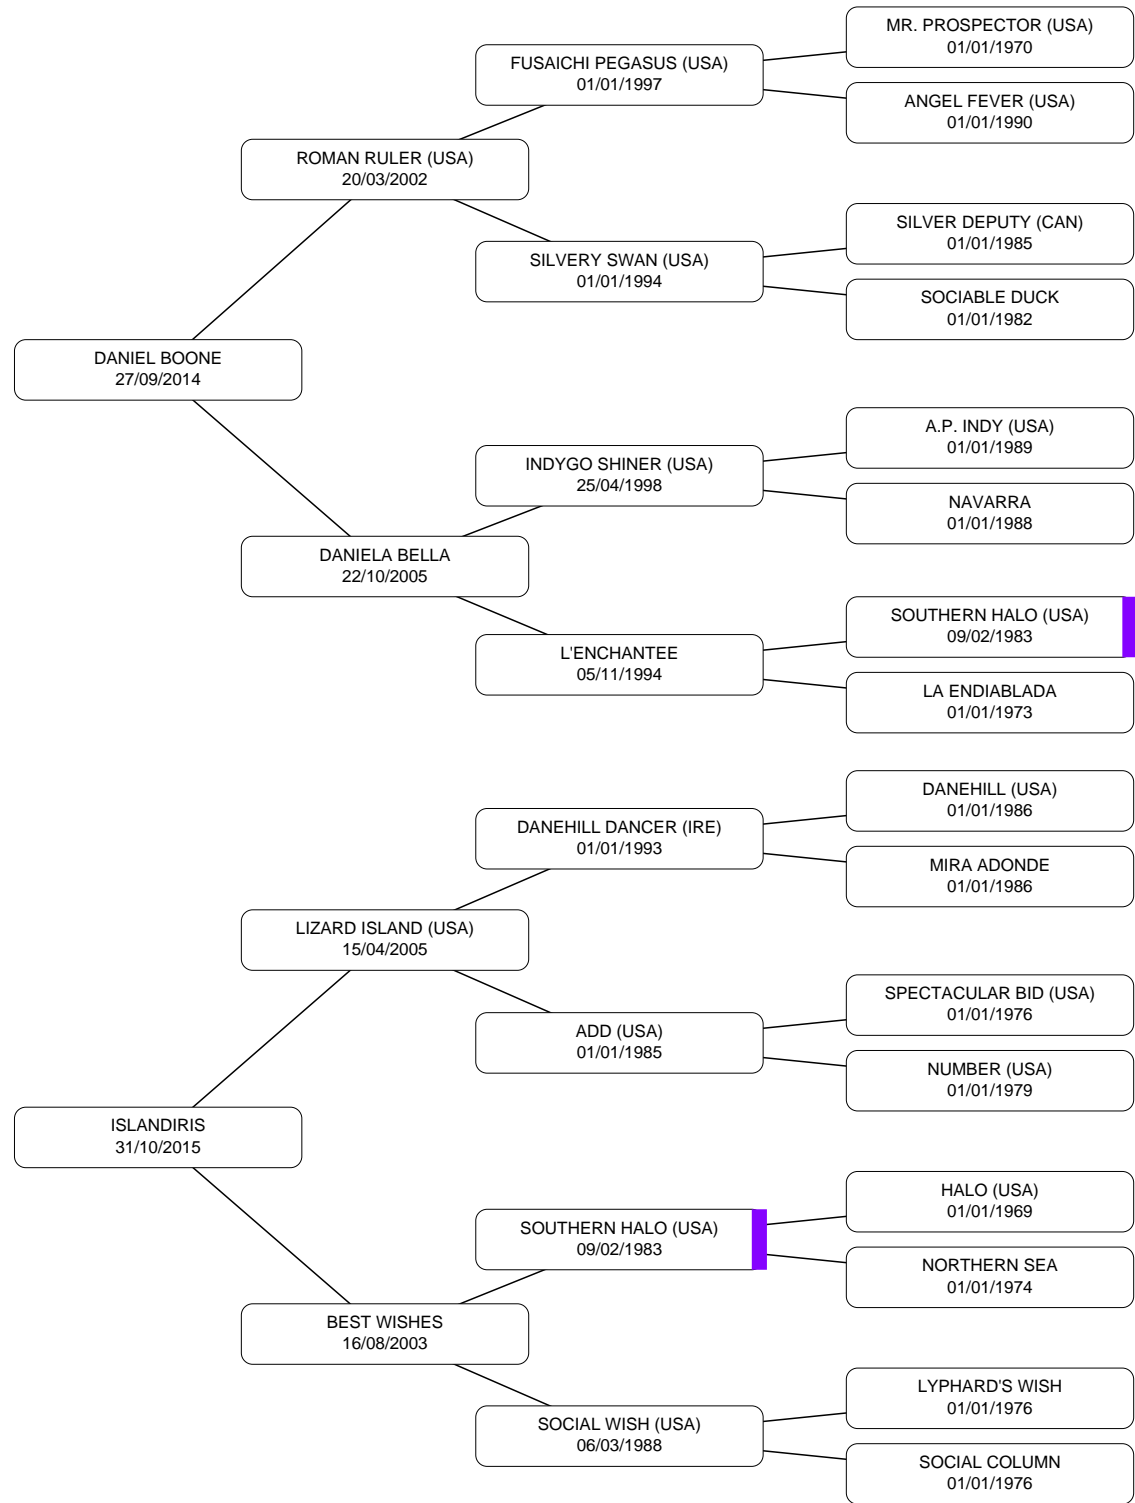 MR. PROSPECTOR (USA)
01/01/1970
FUSAICHI PEGASUS (USA)
01/01/1997
ANGEL FEVER (USA)
01/01/1990
ROMAN RULER (USA)
20/03/2002
SILVER DEPUTY (CAN)
01/01/1985
SILVERY SWAN (USA)
01/01/1994
SOCIABLE DUCK
01/01/1982
DANIEL BOONE
27/09/2014
A.P. INDY (USA)
01/01/1989
INDYGO SHINER (USA)
25/04/1998
NAVARRA
01/01/1988
DANIELA BELLA
22/10/2005
SOUTHERN HALO (USA)
09/02/1983
L'ENCHANTEE
05/11/1994
LA ENDIABLADA
01/01/1973
DANEHILL (USA)
01/01/1986
DANEHILL DANCER (IRE)
01/01/1993
MIRA ADONDE
01/01/1986
LIZARD ISLAND (USA)
15/04/2005
SPECTACULAR BID (USA)
01/01/1976
ADD (USA)
01/01/1985
NUMBER (USA)
01/01/1979
ISLANDIRIS
31/10/2015
HALO (USA)
01/01/1969
SOUTHERN HALO (USA)
09/02/1983
NORTHERN SEA
01/01/1974
BEST WISHES
16/08/2003
LYPHARD'S WISH
01/01/1976
SOCIAL WISH (USA)
06/03/1988
SOCIAL COLUMN
01/01/1976